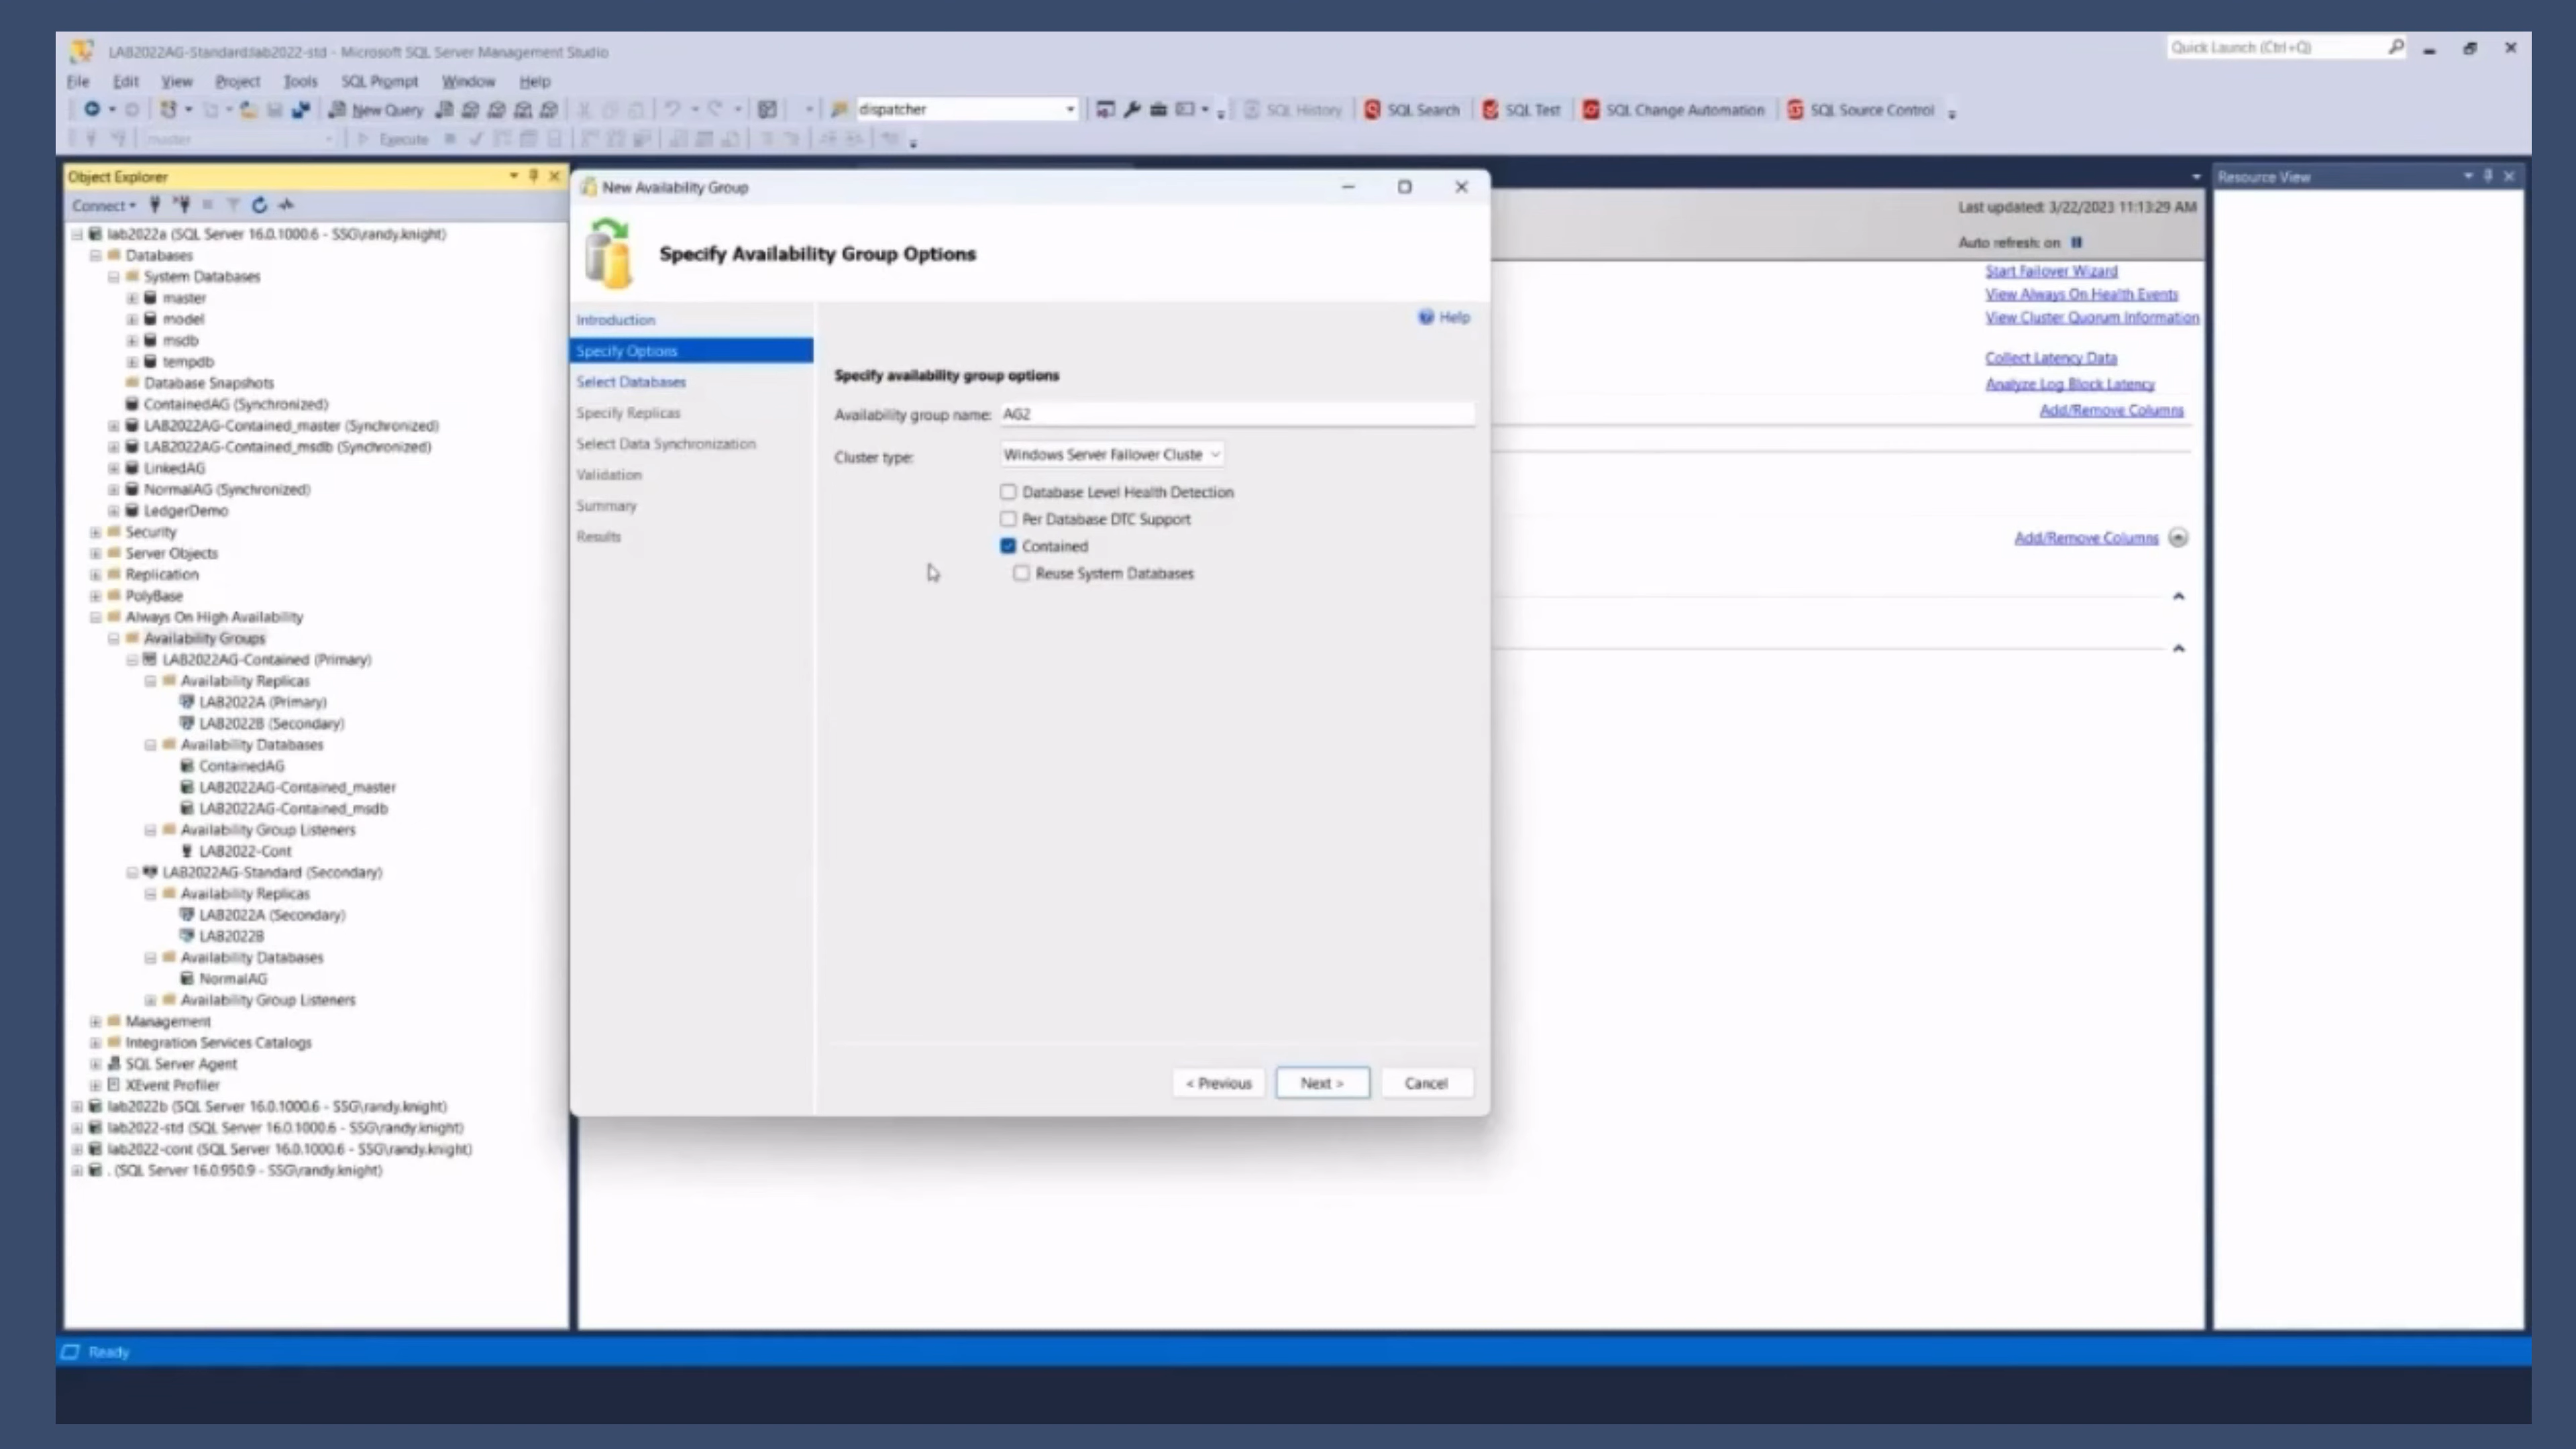 LAB2022AG-Standard:lab2022-std - Microsoft SQL Server Management Studio
Quick Launch (Ctrl+Q)
File Edit View Project Tools SQL Prompt Window Help
New Query
dispatcher
SQL History
SQL Search
SQL Test
SQL Change Automation
SQL Source Control
master
Execute
Object Explorer
Connect
lab2022a (SQL Server 16.0.1000.6 - SSG\randy.knight)
Databases
System Databases
master
model
msdb
tempdb
Database Snapshots
ContainedAG (Synchronized)
LAB2022AG-Contained_master (Synchronized)
LAB2022AG-Contained_msdb (Synchronized)
LinkedAG
NormalAG (Synchronized)
LedgerDemo
Security
Server Objects
Replication
PolyBase
Always On High Availability
Availability Groups
LAB2022AG-Contained (Primary)
Availability Replicas
LAB2022A (Primary)
LAB2022B (Secondary)
Availability Databases
ContainedAG
LAB2022AG-Contained_master
LAB2022AG-Contained_msdb
Availability Group Listeners
LAB2022-Cont
LAB2022AG-Standard (Secondary)
Availability Replicas
LAB2022A (Secondary)
LAB2022B
Availability Databases
NormalAG
Availability Group Listeners
Management
Integration Services Catalogs
SQL Server Agent
XEvent Profiler
lab2022b (SQL Server 16.0.1000.6 - SSG\randy.knight)
lab2022-std (SQL Server 16.0.1000.6 - SSG\randy.knight)
lab2022-cont (SQL Server 16.0.1000.6 - SSG\randy.knight)
. (SQL Server 16.0.950.9 - SSG\randy.knight)
New Availability Group
Specify Availability Group Options
Introduction
Specify Options
Select Databases
Specify Replicas
Select Data Synchronization
Validation
Summary
Results
Help
Specify availability group options
Availability group name: AG2
Cluster type: Windows Server Failover Cluste
Database Level Health Detection
Per Database DTC Support
Contained
Reuse System Databases
< Previous
Next >
Cancel
Last updated: 3/22/2023 11:13:29 AM
Auto refresh: on
Start Failover Wizard
View Always On Health Events
View Cluster Quorum Information
Collect Latency Data
Analyze Log Block Latency
Add/Remove Columns
Add/Remove Columns
Resource View
Ready